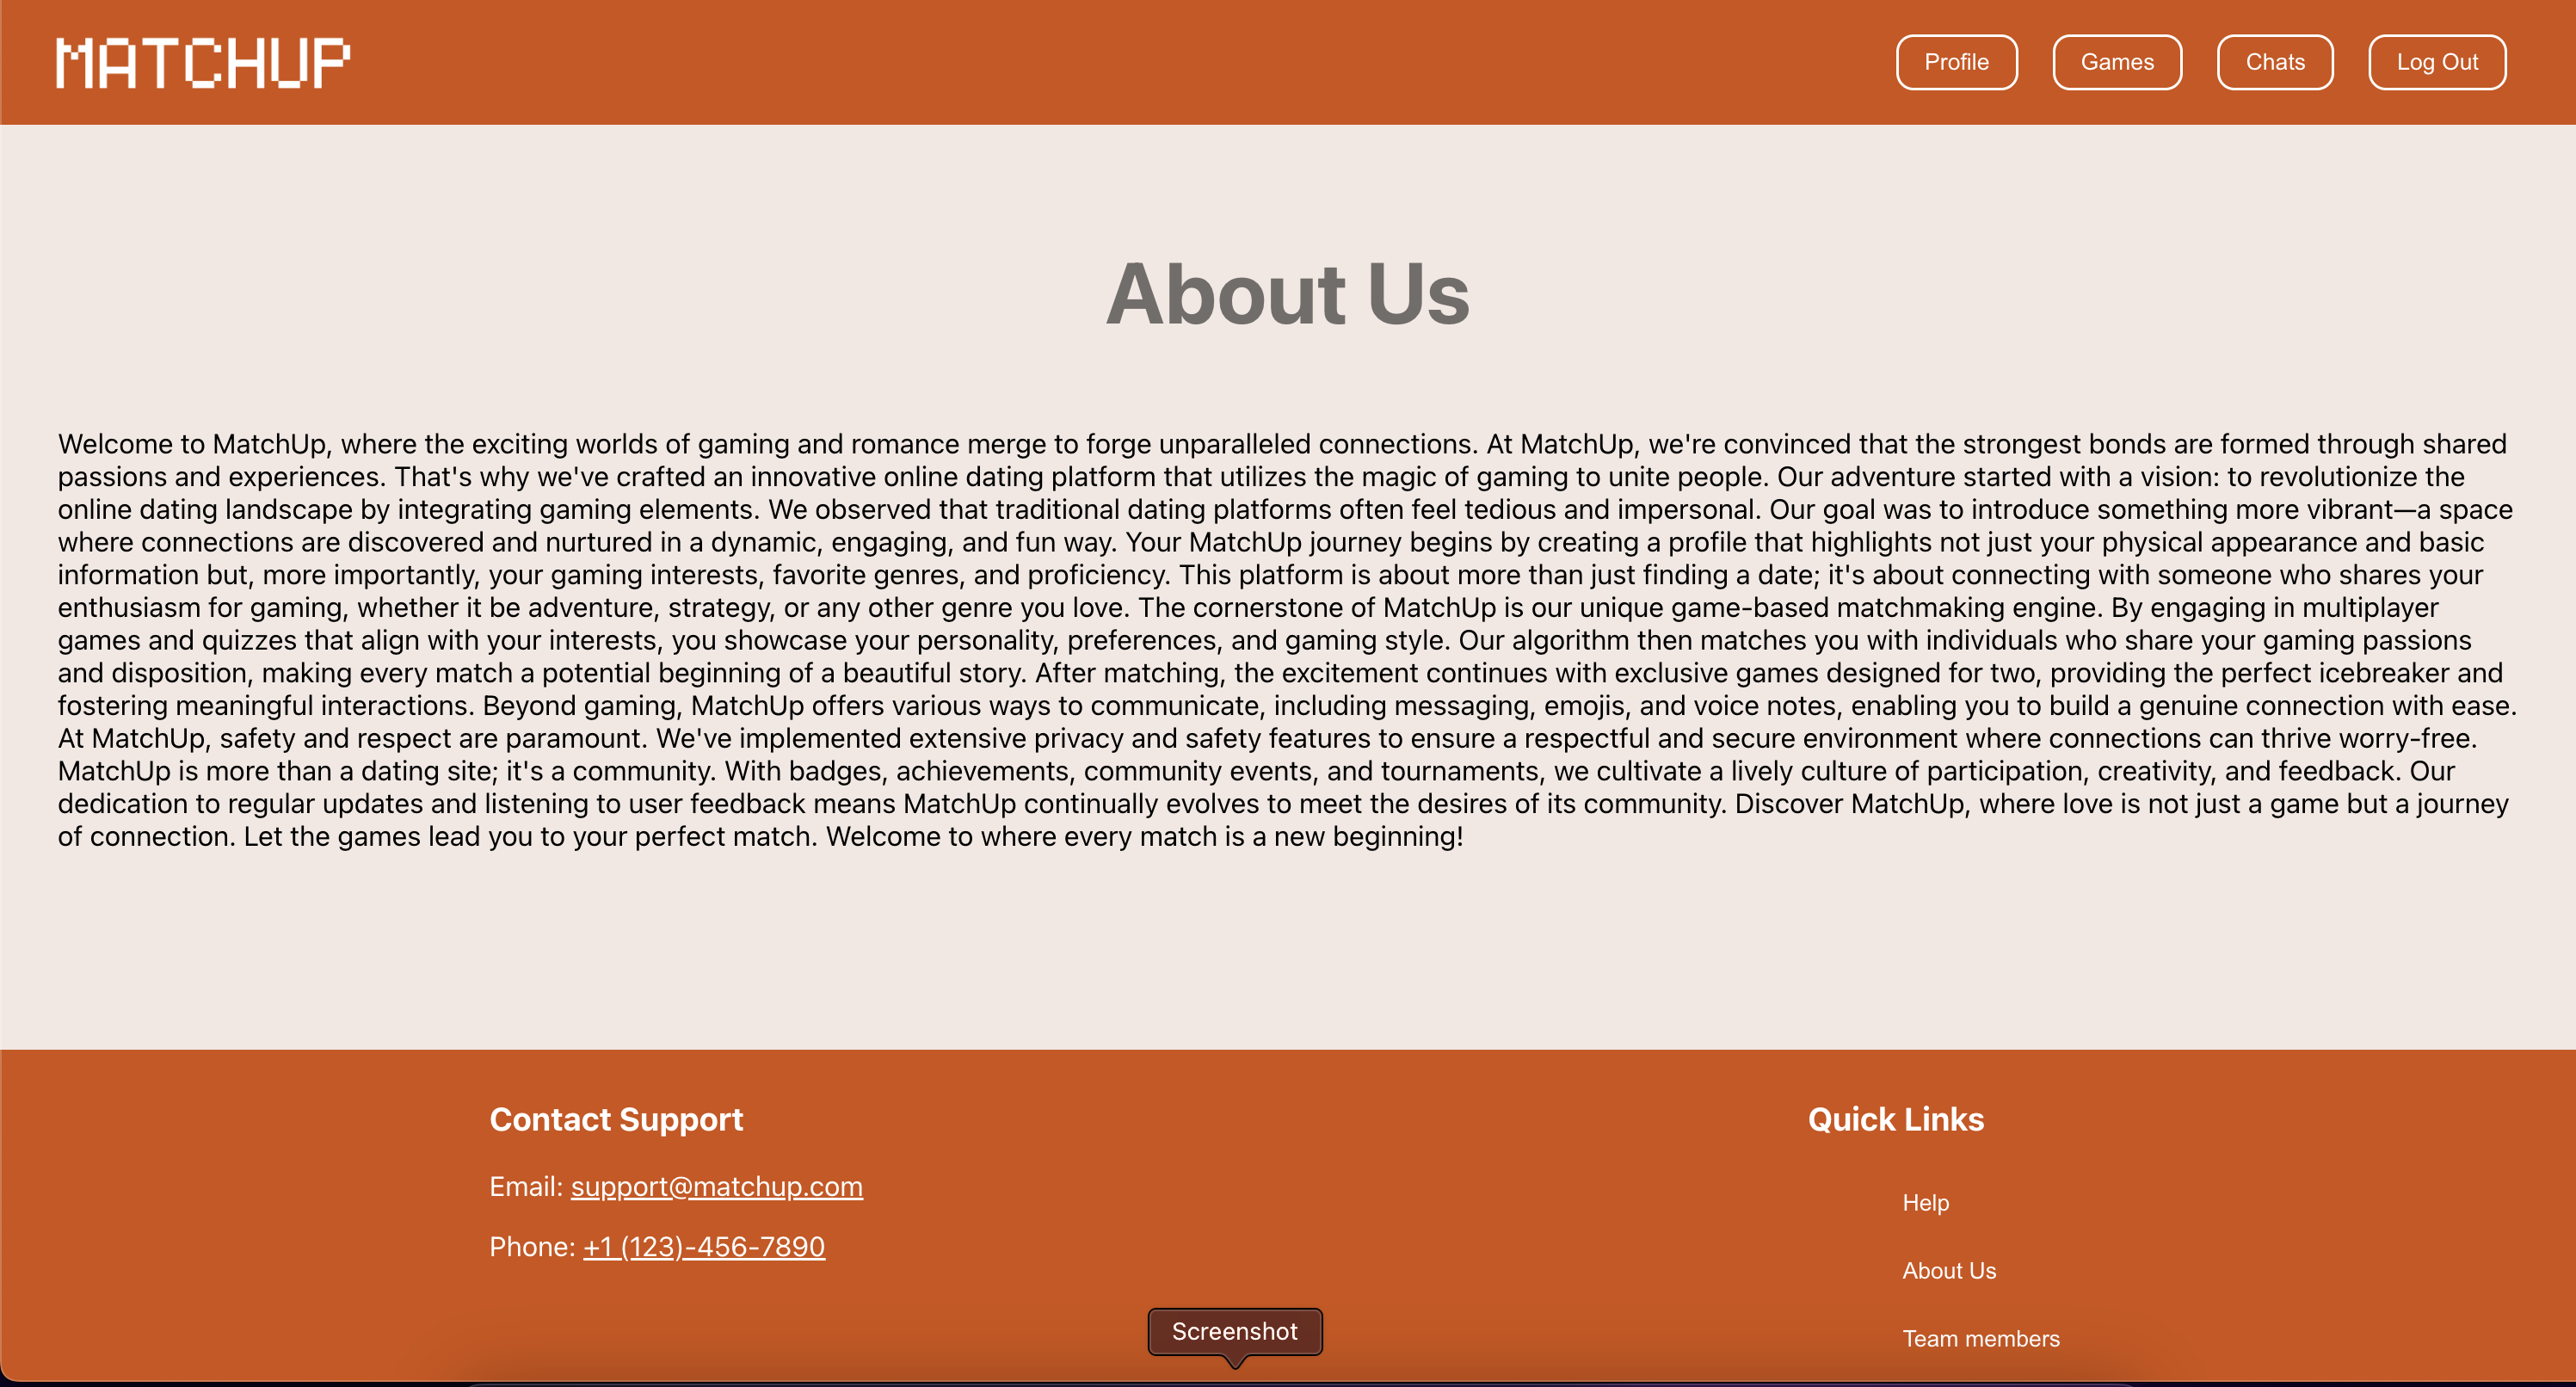 MATCHUP
Profile
Games
Chats
Log Out
About Us
Welcome to MatchUp, where the exciting worlds of gaming and romance merge to forge unparalleled connections. At MatchUp, we're convinced that the strongest bonds are formed through shared
passions and experiences. That's why we've crafted an innovative online dating platform that utilizes the magic of gaming to unite people. Our adventure started with a vision: to revolutionize the
online dating landscape by integrating gaming elements. We observed that traditional dating platforms often feel tedious and impersonal. Our goal was to introduce something more vibrant—a space
where connections are discovered and nurtured in a dynamic, engaging, and fun way. Your MatchUp journey begins by creating a profile that highlights not just your physical appearance and basic
information but, more importantly, your gaming interests, favorite genres, and proficiency. This platform is about more than just finding a date; it's about connecting with someone who shares your
enthusiasm for gaming, whether it be adventure, strategy, or any other genre you love. The cornerstone of MatchUp is our unique game-based matchmaking engine. By engaging in multiplayer
games and quizzes that align with your interests, you showcase your personality, preferences, and gaming style. Our algorithm then matches you with individuals who share your gaming passions
and disposition, making every match a potential beginning of a beautiful story. After matching, the excitement continues with exclusive games designed for two, providing the perfect icebreaker and
fostering meaningful interactions. Beyond gaming, MatchUp offers various ways to communicate, including messaging, emojis, and voice notes, enabling you to build a genuine connection with ease.
At MatchUp, safety and respect are paramount. We've implemented extensive privacy and safety features to ensure a respectful and secure environment where connections can thrive worry-free.
MatchUp is more than a dating site; it's a community. With badges, achievements, community events, and tournaments, we cultivate a lively culture of participation, creativity, and feedback. Our
dedication to regular updates and listening to user feedback means MatchUp continually evolves to meet the desires of its community. Discover MatchUp, where love is not just a game but a journey
of connection. Let the games lead you to your perfect match. Welcome to where every match is a new beginning!
Contact Support
Email: support@matchup.com
Phone: +1 (123)-456-7890
Quick Links
Help
About Us
Team members
Screenshot